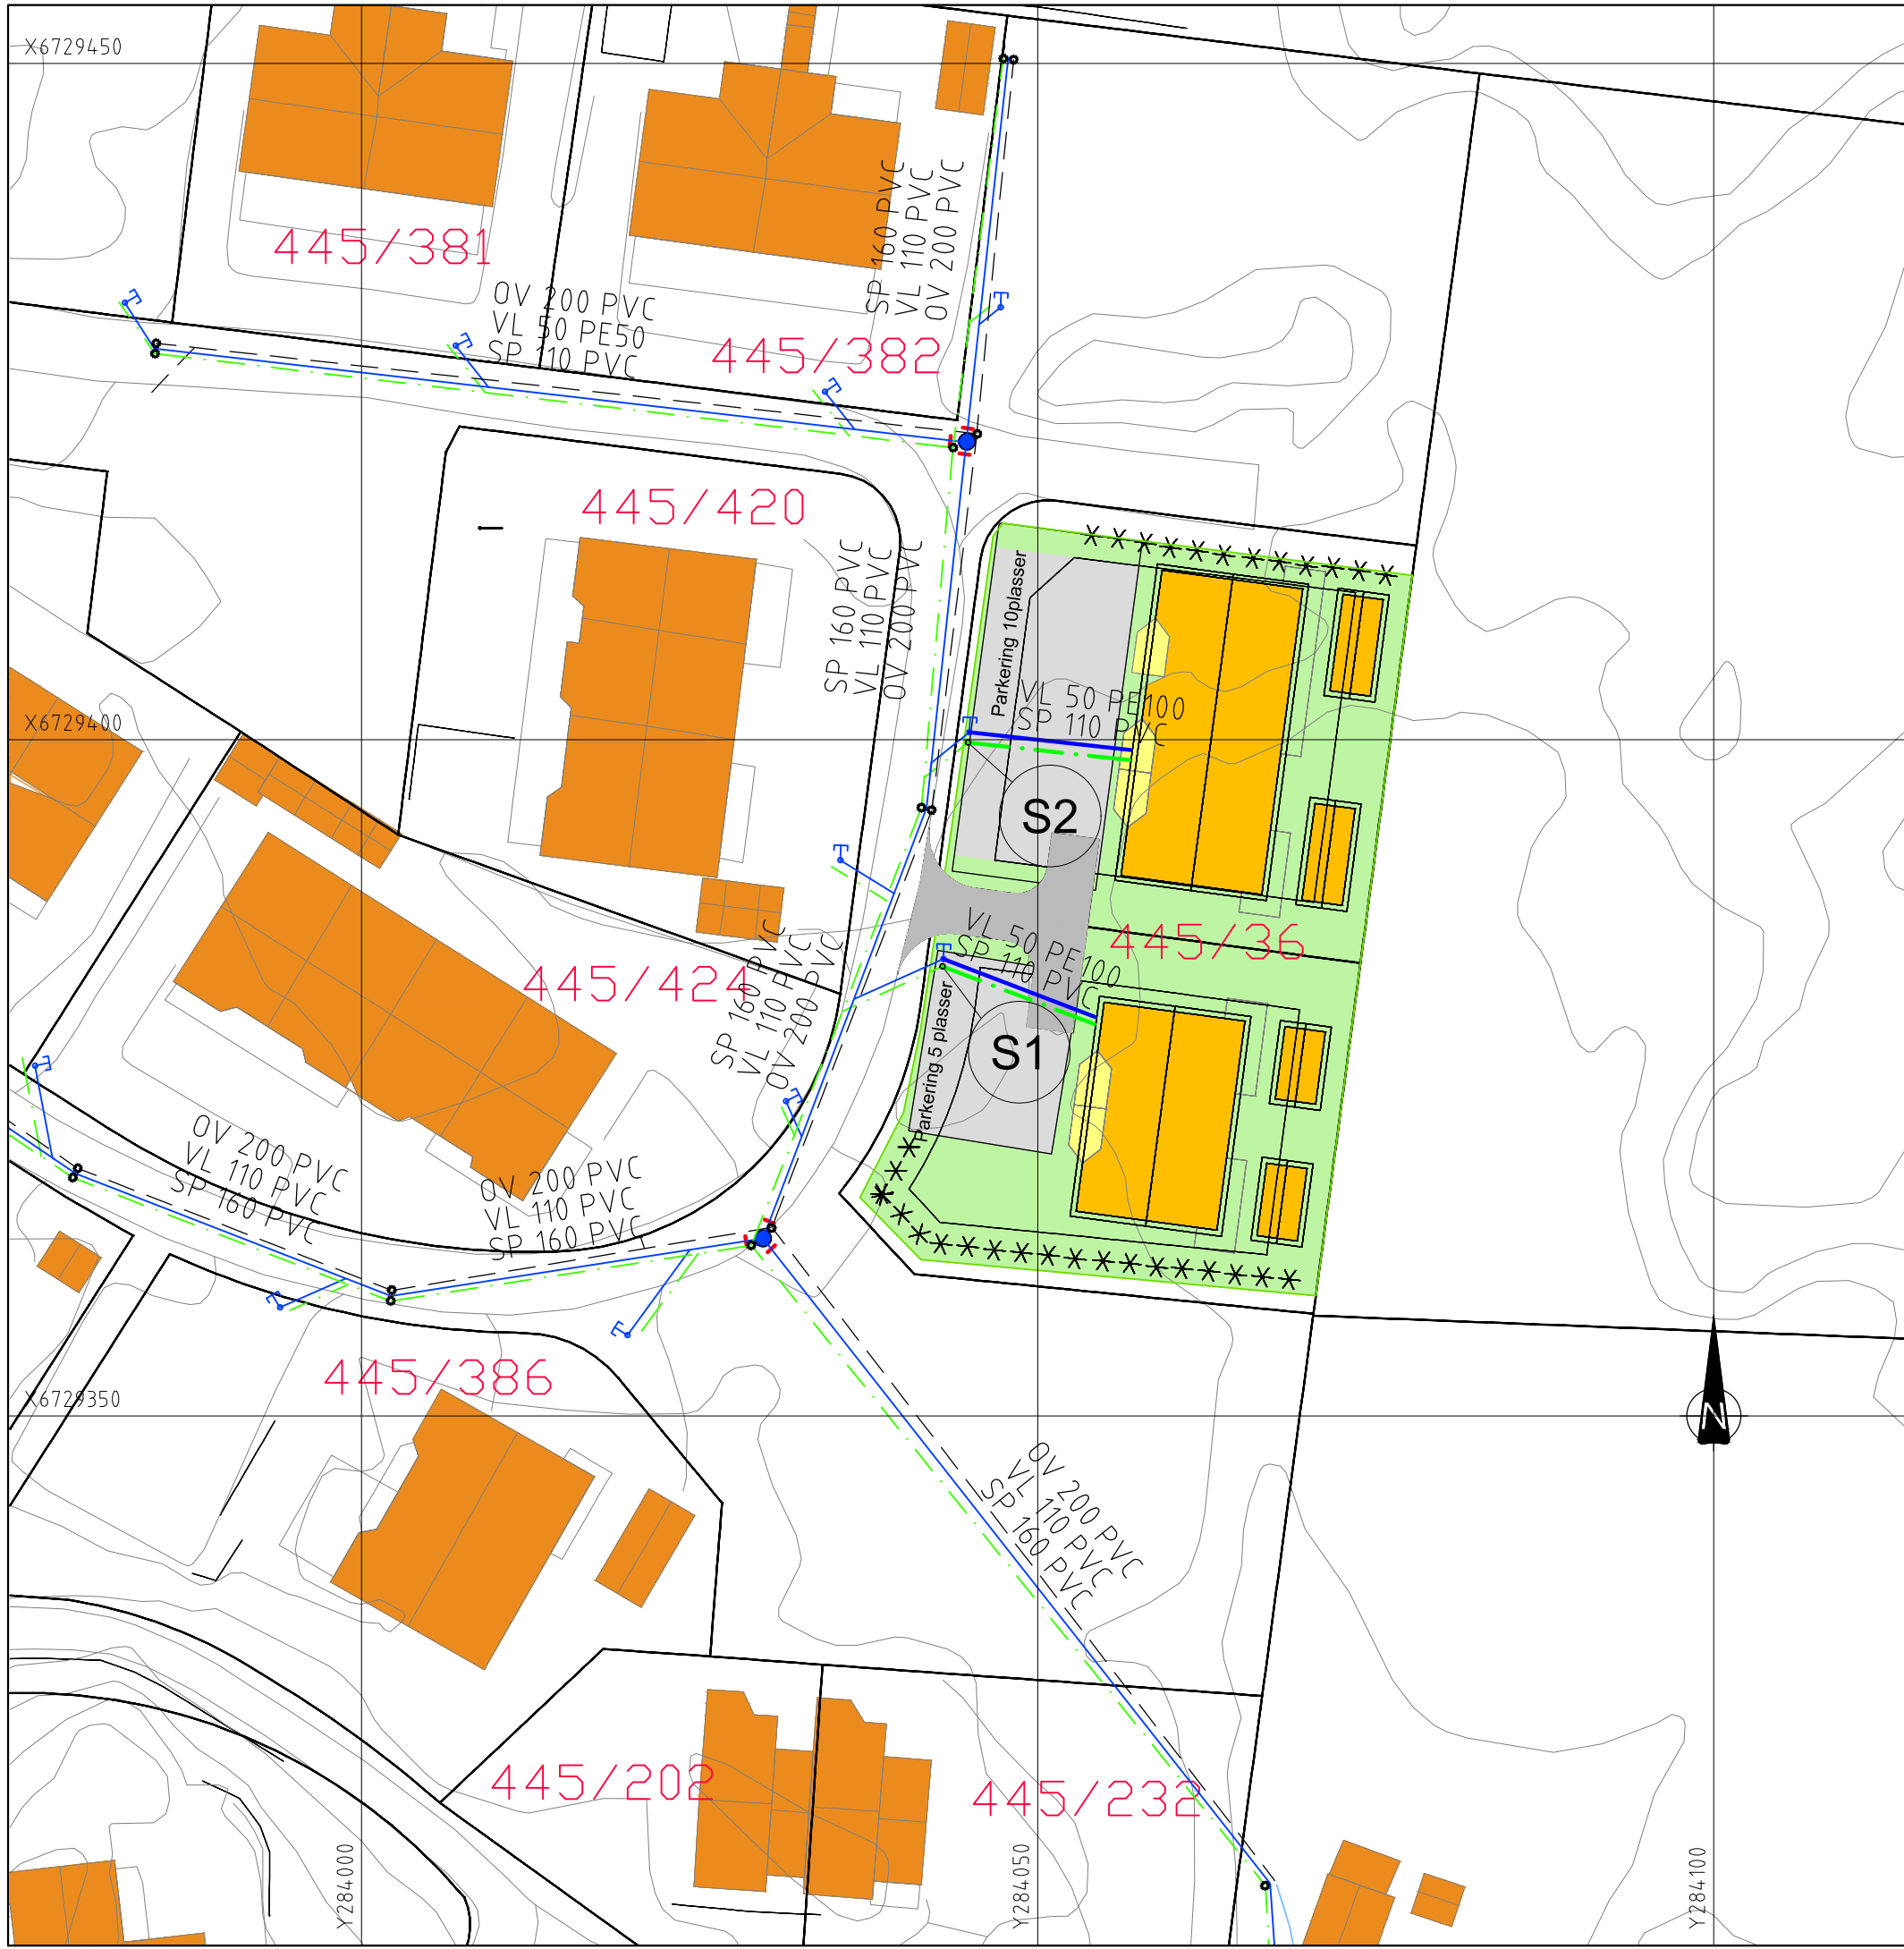 X6729450
445/381
SP 160 PVC
VL 110 PVC
OV 200 PVC
OV 200 PVC
VL 50 PE50
SP 110 PVC
445/382
445/420
SP 160 PVC
VL 110 PVC
OV 200 PVC
Parkering 10plasser
VL 50 PE100
SP 110 PVC
X6729400
S2
445/36
VL 50 PE100
SP 110 PVC
445/424
SP 160 PVC
VL 110 PVC
OV 200 PVC
Parkering 5 plasser
S1
OV 200 PVC
VL 110 PVC
SP 160 PVC
OV 200 PVC
VL 110 PVC
SP 160 PVC
445/386
X6729350
N
OV 200 PVC
VL 110 PVC
SP 160 PVC
445/202
445/232
Y284000
Y284050
Y284100